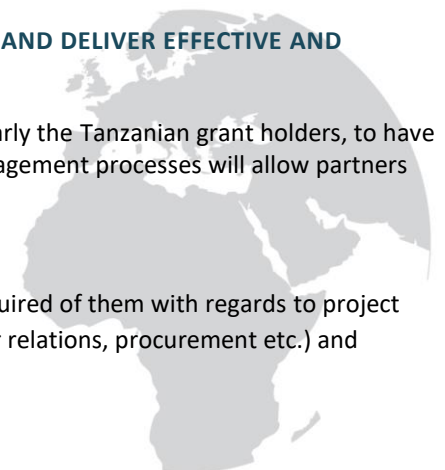 AND DELIVER EFFECTIVE AND
arly the Tanzanian grant holders, to have
agement processes will allow partners
uired of them with regards to project
r relations, procurement etc.) and